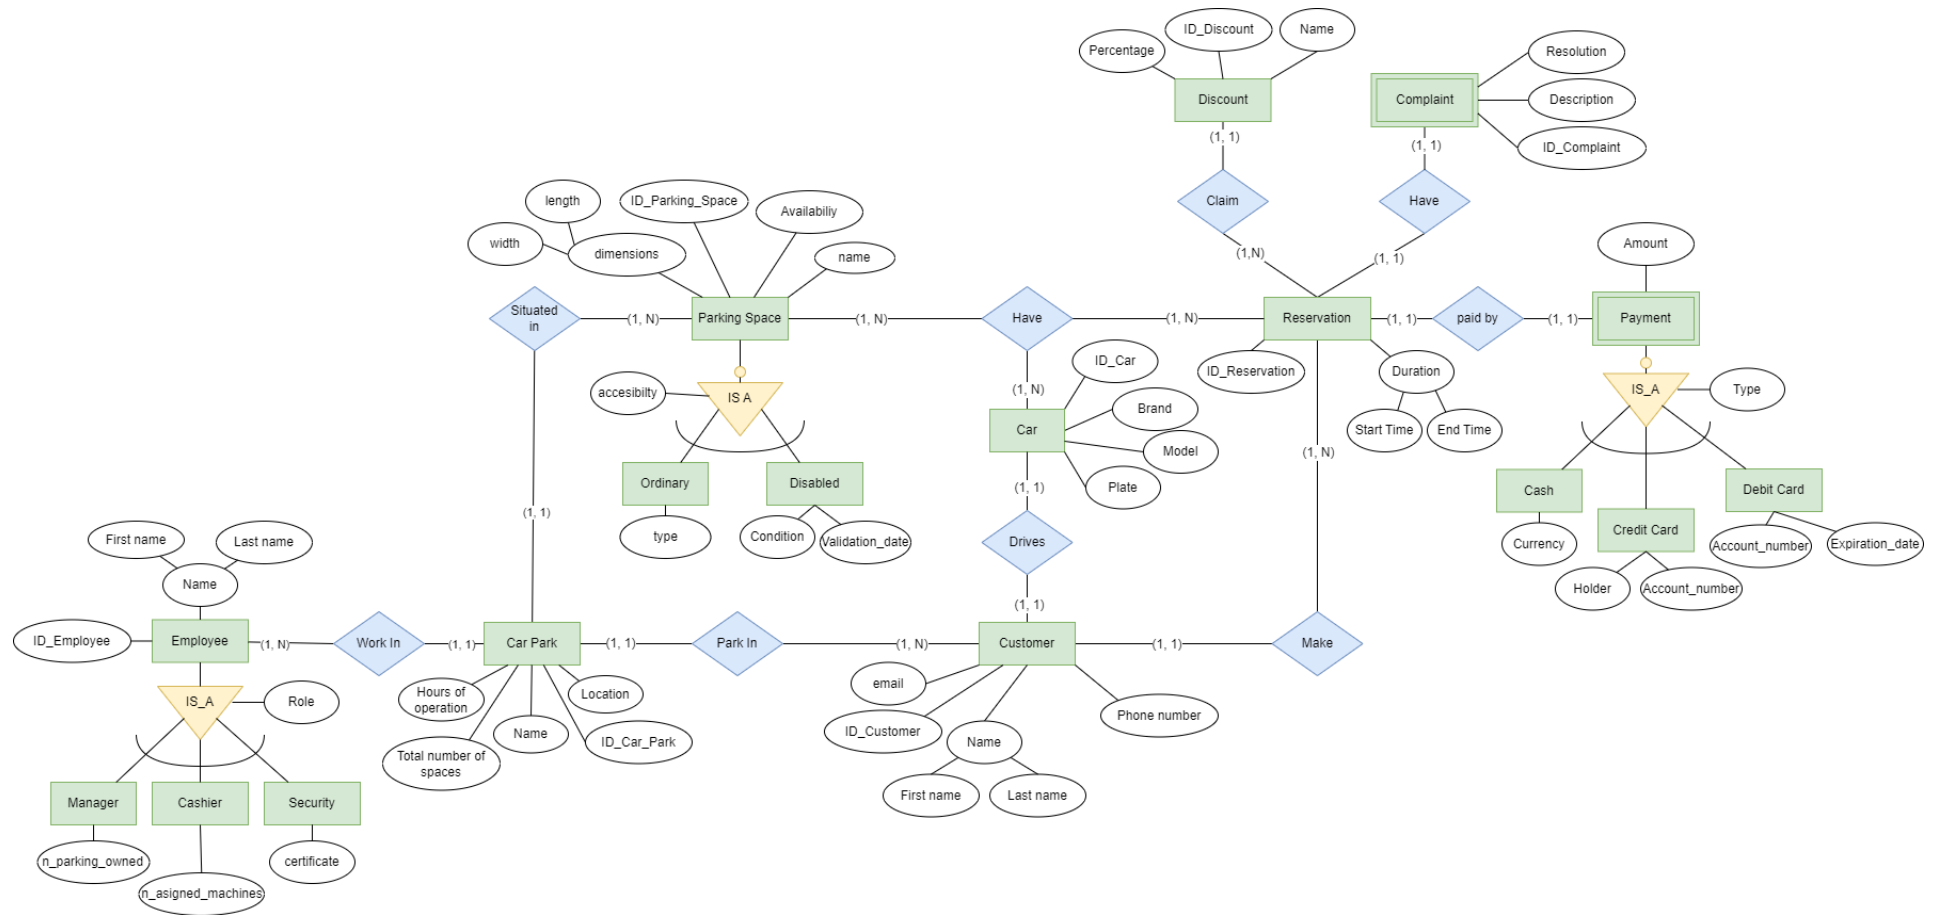 ID_Discount
Name
Percentage
Resolution
Discount
Complaint
Description
(1, 1)
(1, 1)
ID_Complaint
length
ID_Parking_Space
Availabiliy
Claim
Have
width
dimensions
name
(1,N)
(1, 1)
Amount
Situated
in
(1, N)
Parking Space
(1, N)
Have
(1, N)
Reservation
(1, 1)
paid by
(1, 1)
Payment
ID_Car
ID_Reservation
Duration
accesibilty
IS A
(1, N)
IS_A
Type
Brand
Car
Start Time
End Time
Model
(1, N)
Ordinary
Disabled
(1, 1)
Plate
Cash
Debit Card
(1, 1)
type
Condition
Validation_date
Drives
Currency
Credit Card
Account_number
Expiration_date
First name
Last name
Name
Holder
Account_number
(1, 1)
ID_Employee
Employee
(1, N)
Work In
(1, 1)
Car Park
(1, 1)
Park In
(1, N)
Customer
(1, 1)
Make
IS_A
Role
Hours of
operation
Location
email
Phone number
Name
ID_Car_Park
ID_Customer
Name
Total number of
spaces
Manager
Cashier
Security
First name
Last name
n_parking_owned
n_asigned_machines
certificate